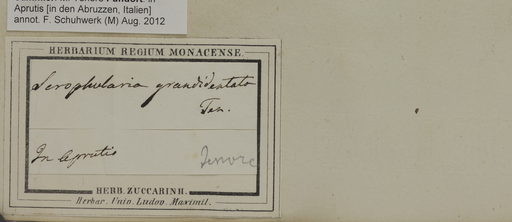 Aprutis [in den Abruzzen, Italien]
annot. F. Schuhwerk (M) Aug. 2012
HERBARIUM REGIUM MONACENSE.
Scrophularia grandidentata
Ten.
In Aprutis Tenore
HERB. ZUCCARINII.
Herbar. Univ. Ludov. Maximil.